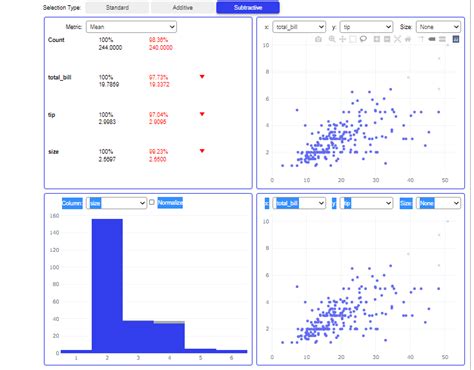 Selection Type: Standard Additive Subtractive
Metric: Mean
Count 100% 98.36%
244.0000 240.0000
total_bill 100% 97.73%
19.7859 19.3372
tip 100% 97.04%
2.9983 2.9096
size 100% 99.23%
2.5697 2.5500
x: total_bill y: tip Size: None
10
8
6
4
2
0 10 20 30 40 50
Column: size Normalize
160
140
120
100
80
60
40
20
0
1 2 3 4 5 6
x: total_bill y: tip Size: None
10
8
6
4
2
0 10 20 30 40 50